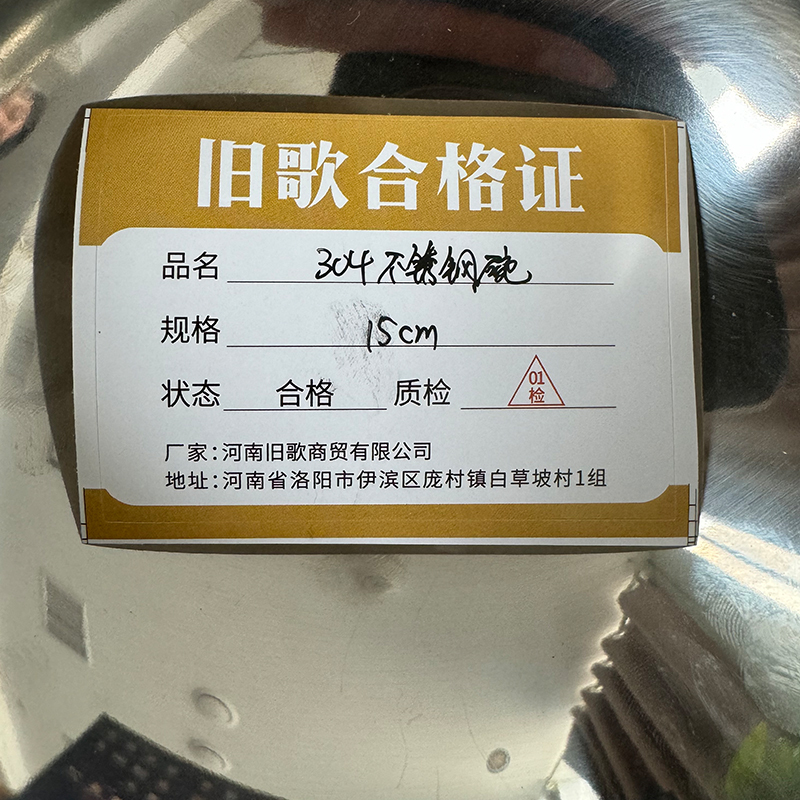 旧歌合格证
品名 304不锈钢碗
规格 15cm
状态 合格 质检 01检
厂家：河南旧歌商贸有限公司
地址：河南省洛阳市伊滨区庞村镇白草坡村1组